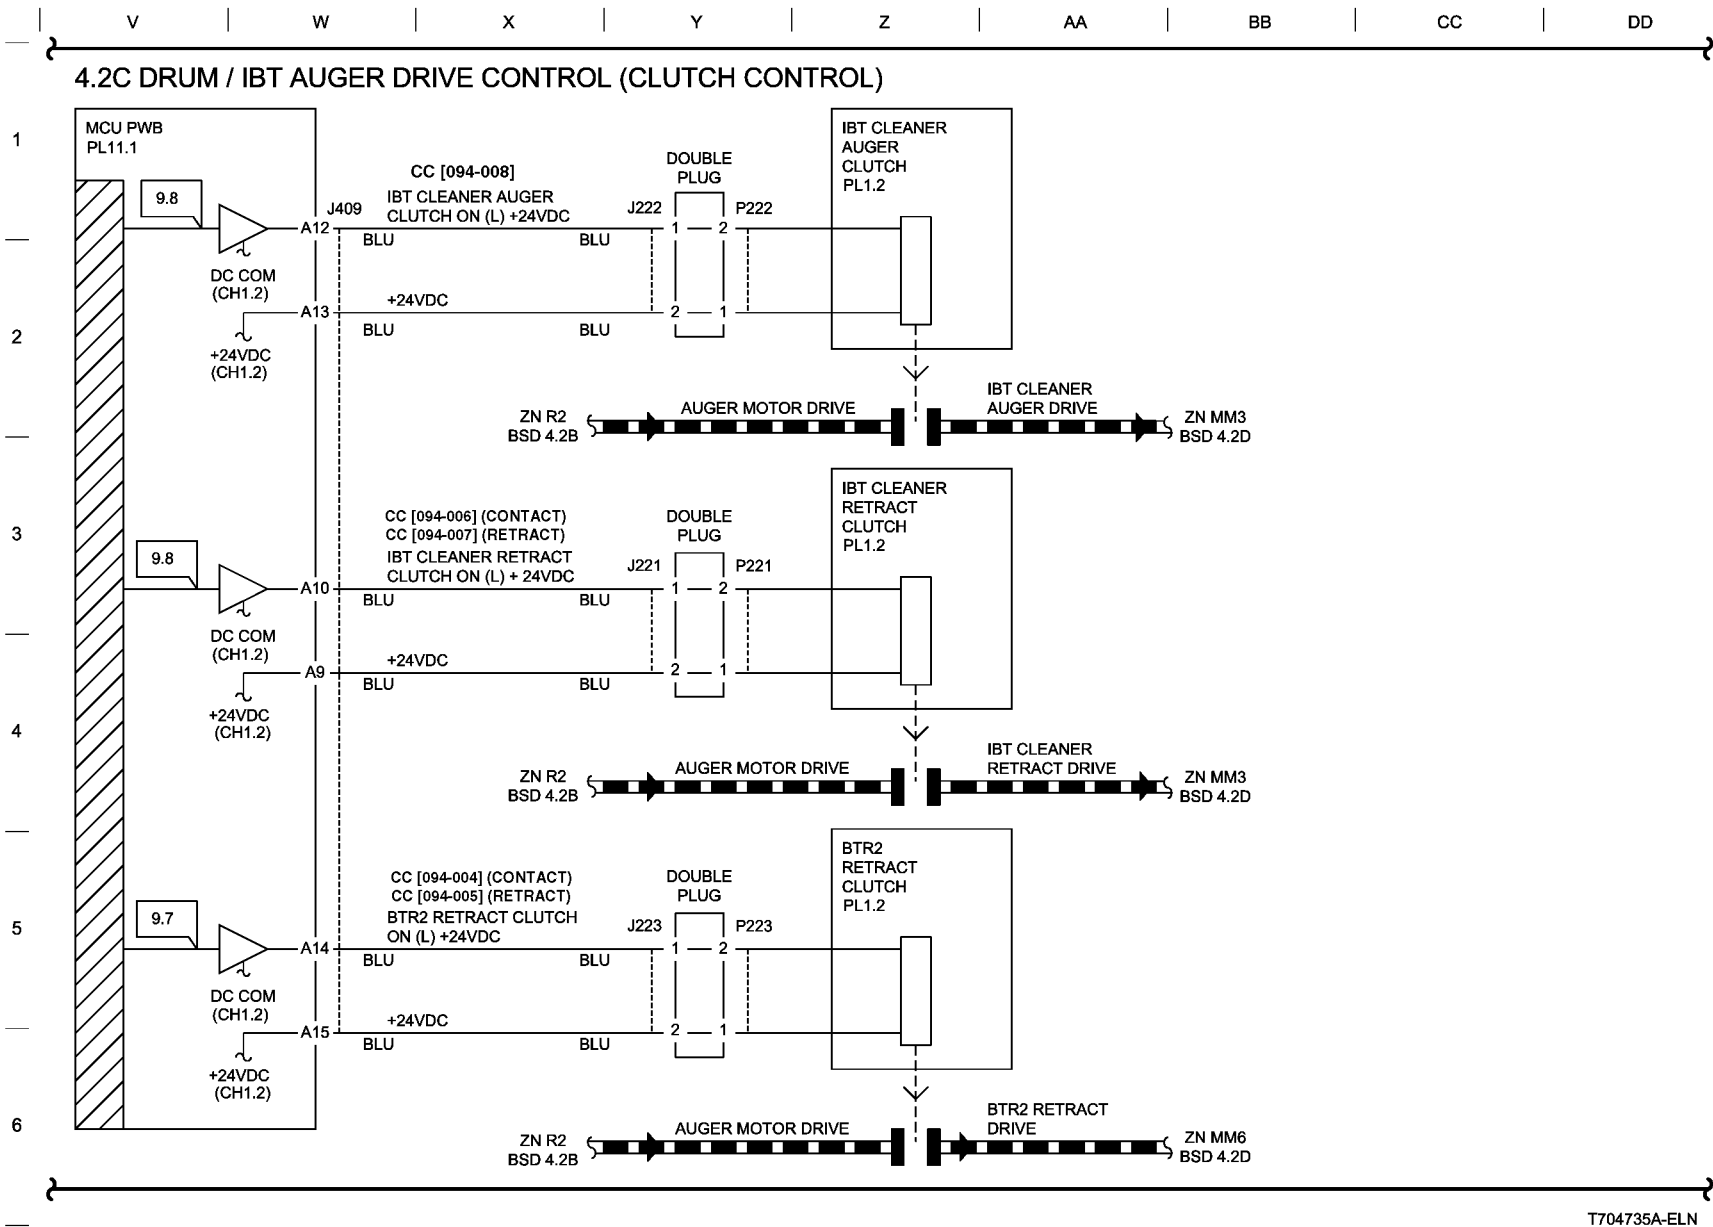 V W X Y Z AA BB CC DD
4.2C DRUM / IBT AUGER DRIVE CONTROL (CLUTCH CONTROL)
1
MCU PWB
PL11.1
9.8
J409
A12
DC COM
(CH1.2)
A13
+24VDC
(CH1.2)
CC [094-008]
IBT CLEANER AUGER
CLUTCH ON (L) +24VDC
BLU BLU
+24VDC
BLU BLU
DOUBLE
PLUG
J222 P222
1 2
2 1
IBT CLEANER
AUGER
CLUTCH
PL1.2
2
ZN R2
BSD 4.2B
AUGER MOTOR DRIVE
IBT CLEANER
AUGER DRIVE
ZN MM3
BSD 4.2D
3
9.8
A10
DC COM
(CH1.2)
A9
+24VDC
(CH1.2)
CC [094-006] (CONTACT)
CC [094-007] (RETRACT)
IBT CLEANER RETRACT
CLUTCH ON (L) + 24VDC
BLU BLU
+24VDC
BLU BLU
DOUBLE
PLUG
J221 P221
1 2
2 1
IBT CLEANER
RETRACT
CLUTCH
PL1.2
4
ZN R2
BSD 4.2B
AUGER MOTOR DRIVE
IBT CLEANER
RETRACT DRIVE
ZN MM3
BSD 4.2D
5
9.7
A14
DC COM
(CH1.2)
A15
+24VDC
(CH1.2)
CC [094-004] (CONTACT)
CC [094-005] (RETRACT)
BTR2 RETRACT CLUTCH
ON (L) +24VDC
BLU BLU
+24VDC
BLU BLU
DOUBLE
PLUG
J223 P223
1 2
2 1
BTR2
RETRACT
CLUTCH
PL1.2
6
ZN R2
BSD 4.2B
AUGER MOTOR DRIVE
BTR2 RETRACT
DRIVE
ZN MM6
BSD 4.2D
T704735A-ELN